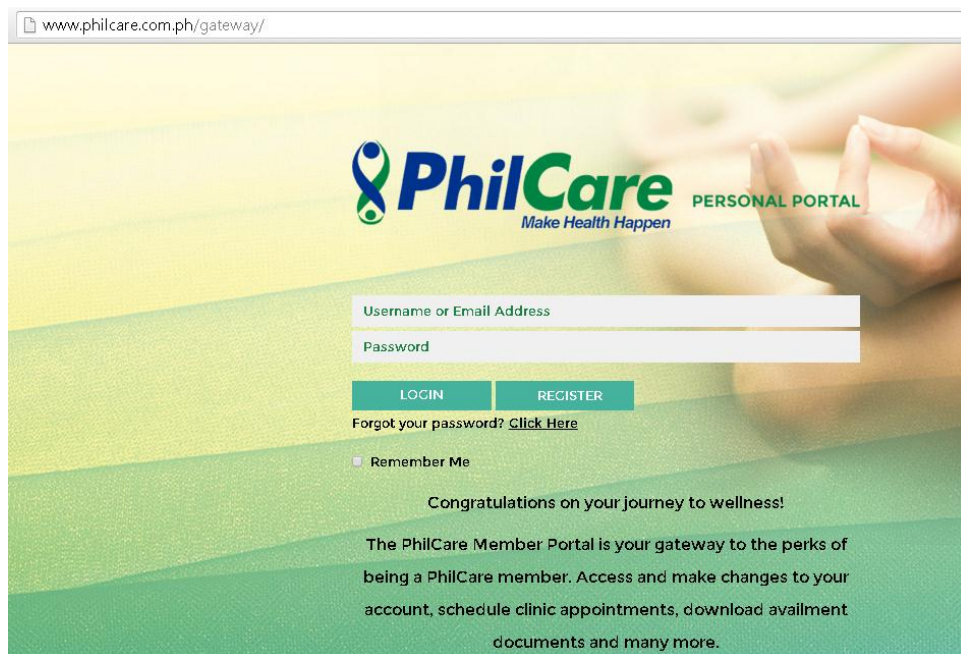 www.philcare.com.ph/gateway/
PhilCare
Make Health Happen
PERSONAL PORTAL
Username or Email Address
Password
LOGIN REGISTER
Forgot your password? Click Here
Remember Me
Congratulations on your journey to wellness!
The PhilCare Member Portal is your gateway to the perks of
being a PhilCare member. Access and make changes to your
account, schedule clinic appointments, download availment
documents and many more.